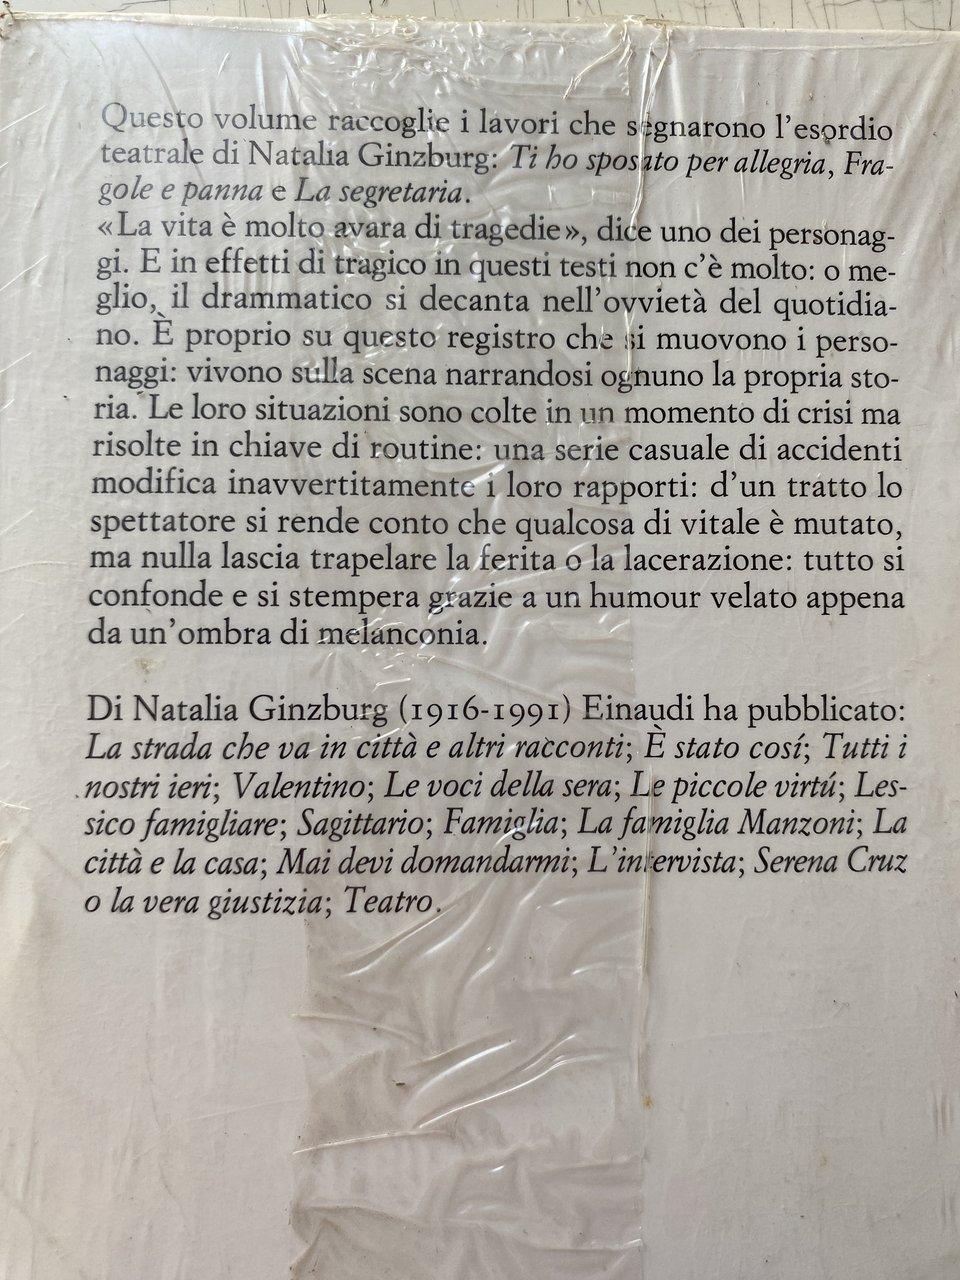 Questo volume raccoglie i lavori che segnarono l'esordio
teatrale di Natalia Ginzburg: Ti ho sposato per allegria, Fra-
gole e panna e La segretaria.
«La vita è molto avara di tragedie», dice uno dei personag-
gi. E in effetti di tragico in questi testi non c'è molto: o me-
glio, il drammatico si decanta nell'ovvietà del quotidia-
no. È proprio su questo registro che si muovono i perso-
naggi: vivono sulla scena narrandosi ognuno la propria sto-
ria. Le loro situazioni sono colte in un momento di crisi ma
risolte in chiave di routine: una serie casuale di accidenti
modifica inavvertitamente i loro rapporti: d'un tratto lo
spettatore si rende conto che qualcosa di vitale è mutato,
ma nulla lascia trapelare la ferita o la lacerazione: tutto si
confonde e si stempera grazie a un humour velato appena
da un'ombra di melanconia.
Di Natalia Ginzburg (1916-1991) Einaudi ha pubblicato:
La strada che va in città e altri racconti; È stato cosí; Tutti i
nostri ieri; Valentino; Le voci della sera; Le piccole virtú; Les-
sico famigliare; Sagittario; Famiglia; La famiglia Manzoni; La
città e la casa; Mai devi domandarmi; L'intervista; Serena Cruz
o la vera giustizia; Teatro.